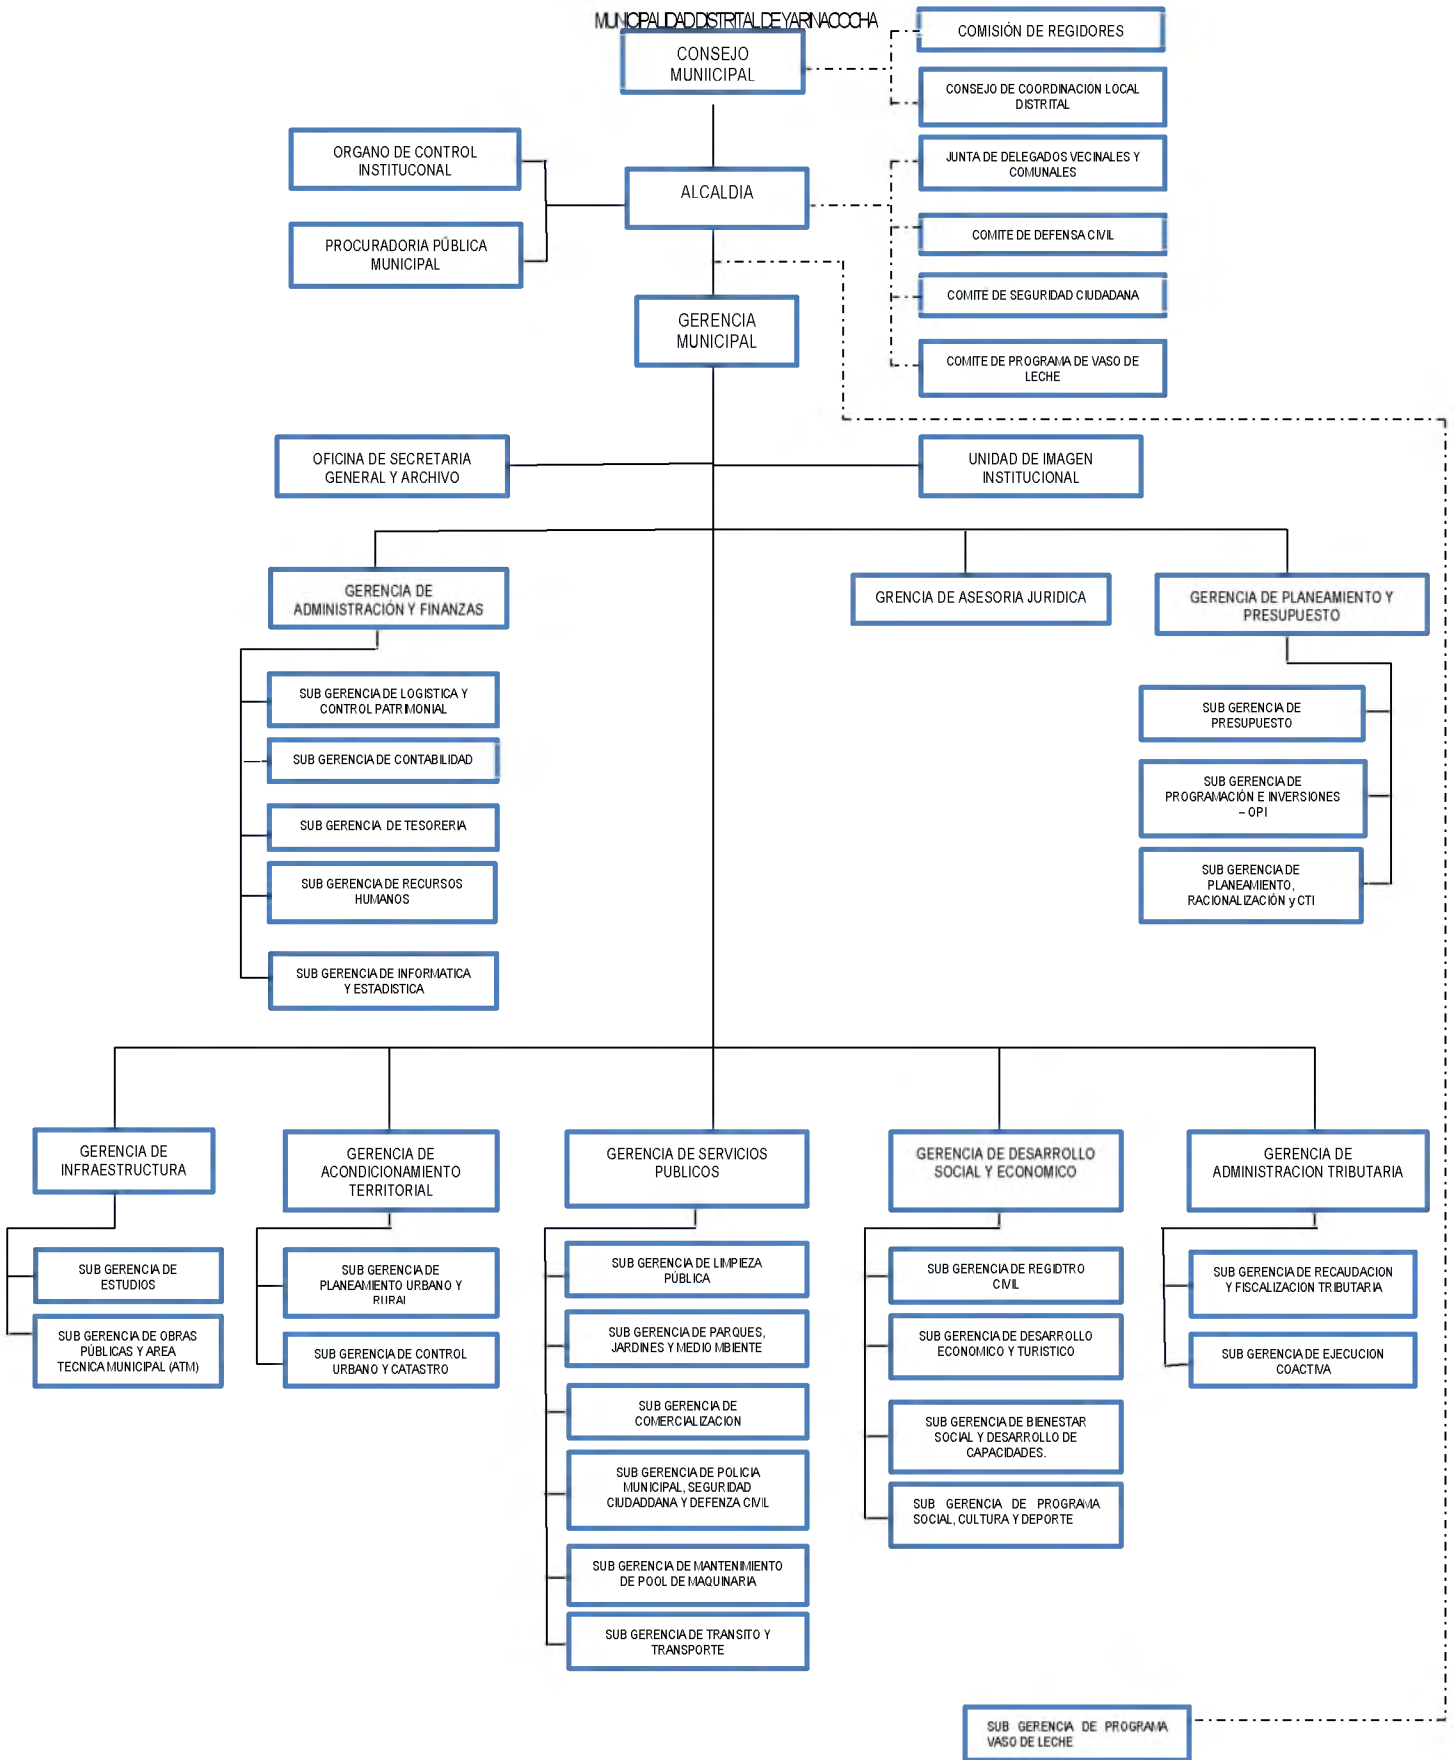 MUNICIPALIDAD DISTRITAL DE YARINACOCHA
CONSEJO
MUNIICIPAL
COMISIÓN DE REGIDORES
CONSEJO DE COORDINACION LOCAL
DISTRITAL
ORGANO DE CONTROL
INSTITUCONAL
ALCALDIA
JUNTA DE DELEGADOS VECINALES Y
COMUNALES
PROCURADORIA PÚBLICA
MUNICIPAL
COMITE DE DEFENSA CIVIL
COMITE DE SEGURIDAD CIUDADANA
GERENCIA
MUNICIPAL
COMITE DE PROGRAMA DE VASO DE
LECHE
OFICINA DE SECRETARIA
GENERAL Y ARCHIVO
UNIDAD DE IMAGEN
INSTITUCIONAL
GERENCIA DE
ADMINISTRACIÓN Y FINANZAS
GRENCIA DE ASESORIA JURIDICA
GERENCIA DE PLANEAMIENTO Y
PRESUPUESTO
SUB GERENCIA DE LOGISTICA Y
CONTROL PATRIMONIAL
SUB GERENCIA DE CONTABILIDAD
SUB GERENCIA DE TESORERIA
SUB GERENCIA DE RECURSOS
HUMANOS
SUB GERENCIA DE INFORMATICA
Y ESTADISTICA
SUB GERENCIA DE
PRESUPUESTO
SUB GERENCIA DE
PROGRAMACIÓN E INVERSIONES
– OPI
SUB GERENCIA DE
PLANEAMIENTO,
RACIONALIZACIÓN y CTI
GERENCIA DE
INFRAESTRUCTURA
GERENCIA DE
ACONDICIONAMIENTO
TERRITORIAL
GERENCIA DE SERVICIOS
PUBLICOS
GERENCIA DE DESARROLLO
SOCIAL Y ECONOMICO
GERENCIA DE
ADMINISTRACION TRIBUTARIA
SUB GERENCIA DE
ESTUDIOS
SUB GERENCIA DE OBRAS
PÚBLICAS Y AREA
TECNICA MUNICIPAL (ATM)
SUB GERENCIA DE
PLANEAMIENTO URBANO Y
RURAL
SUB GERENCIA DE CONTROL
URBANO Y CATASTRO
SUB GERENCIA DE LIMPIEZA
PÚBLICA
SUB GERENCIA DE PARQUES,
JARDINES Y MEDIO MBIENTE
SUB GERENCIA DE
COMERCIALIZACION
SUB GERENCIA DE POLICIA
MUNICIPAL, SEGURIDAD
CIUDADDANA Y DEFENZA CIVIL
SUB GERENCIA DE MANTENIMIENTO
DE POOL DE MAQUINARIA
SUB GERENCIA DE TRANSITO Y
TRANSPORTE
SUB GERENCIA DE REGIDTRO
CIVIL
SUB GERENCIA DE DESARROLLO
ECONOMICO Y TURISTICO
SUB GERENCIA DE BIENESTAR
SOCIAL Y DESARROLLO DE
CAPACIDADES.
SUB GERENCIA DE PROGRAMA
SOCIAL, CULTURA Y DEPORTE
SUB GERENCIA DE RECAUDACION
Y FISCALIZACION TRIBUTARIA
SUB GERENCIA DE EJECUCION
COACTIVA
SUB GERENCIA DE PROGRAMA
VASO DE LECHE